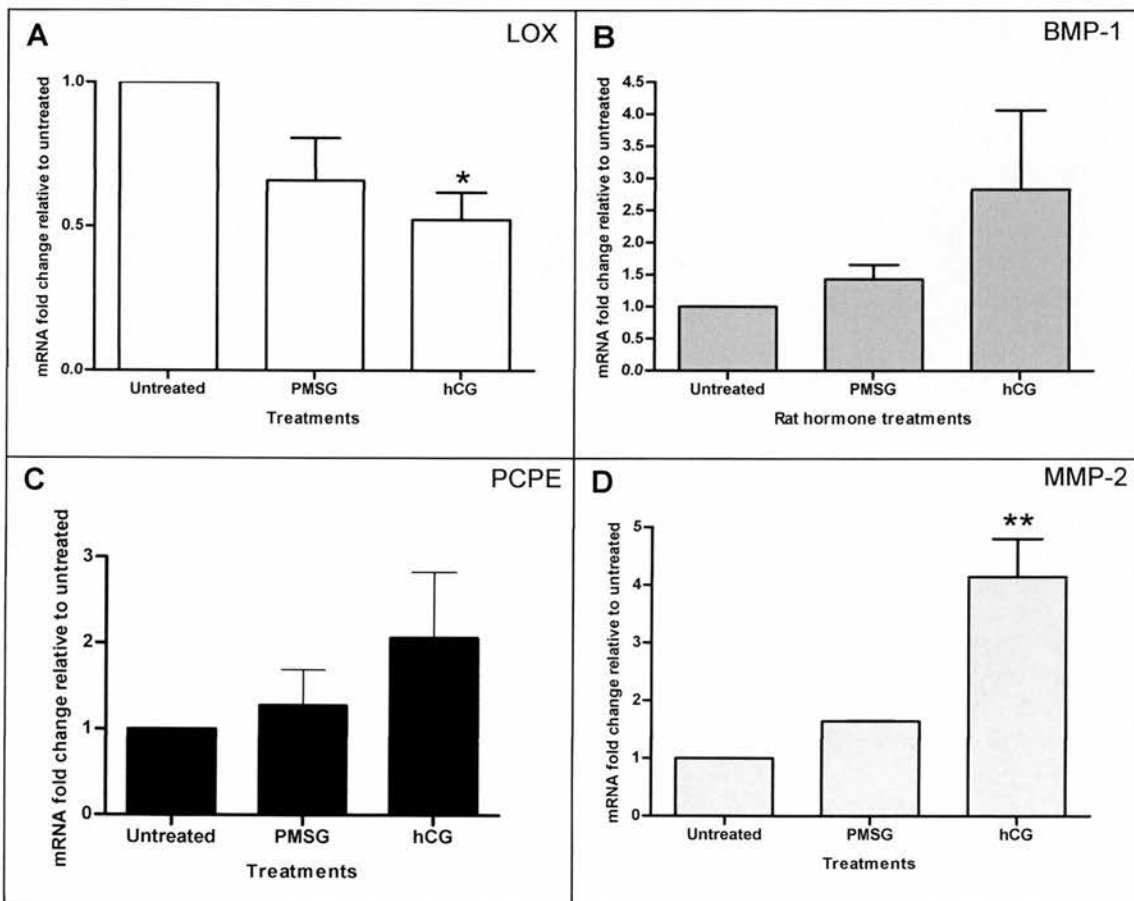 A
LOX
mRNA fold change relative to untreated
1.0
0.5
0.0
*
Untreated
PMSG
hCG
Treatments
B
BMP-1
mRNA fold change relative to untreated
4.5
4.0
3.5
3.0
2.5
2.0
1.5
1.0
0.5
0.0
Untreated
PMSG
hCG
Rat hormone treatments
C
PCPE
mRNA fold change relative to untreated
3
2
1
0
Untreated
PMSG
hCG
Treatments
D
MMP-2
mRNA fold change relative to untreated
5
4
3
2
1
0
**
Untreated
PMSG
hCG
Treatments